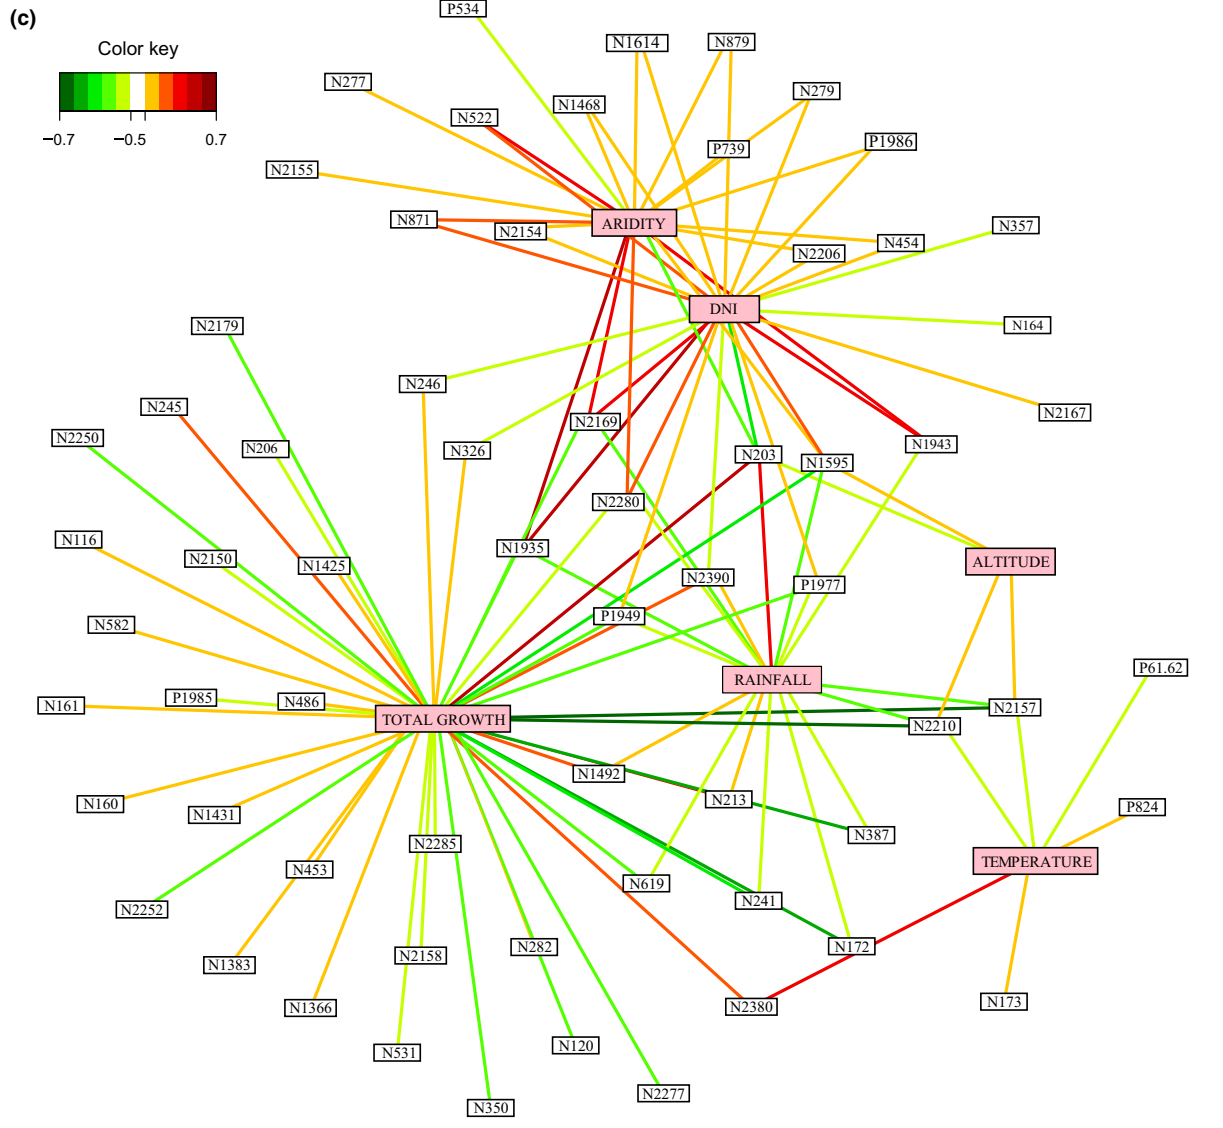 (c)
P534
Color key
N1614
N879
N277
N279
N1468
N522
−0.7
−0.5
0.7
P739
P1986
N2155
N871
ARIDITY
N357
N2154
N454
N2206
DNI
N2179
N164
N246
N245
N2167
N2169
N2250
N206
N326
N203
N1943
N1595
N2280
N116
N1935
N2150
N1425
ALTITUDE
N2390
P1977
P1949
N582
P61.62
RAINFALL
P1985
N486
N161
N2157
TOTAL GROWTH
N2210
N1492
N160
N213
P824
N1431
N387
N2285
TEMPERATURE
N453
N619
N241
N2252
N172
N282
N2158
N1383
N173
N2380
N1366
N120
N531
N2277
N350